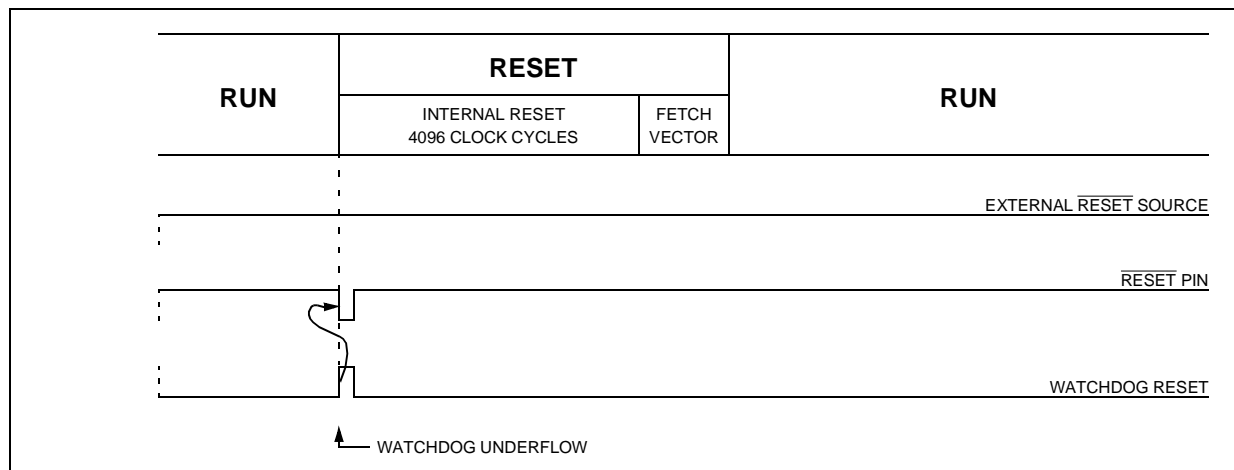 RUN
RESET
INTERNAL RESET
4096 CLOCK CYCLES
FETCH
VECTOR
RUN
EXTERNAL RESET SOURCE
RESET PIN
WATCHDOG RESET
WATCHDOG UNDERFLOW